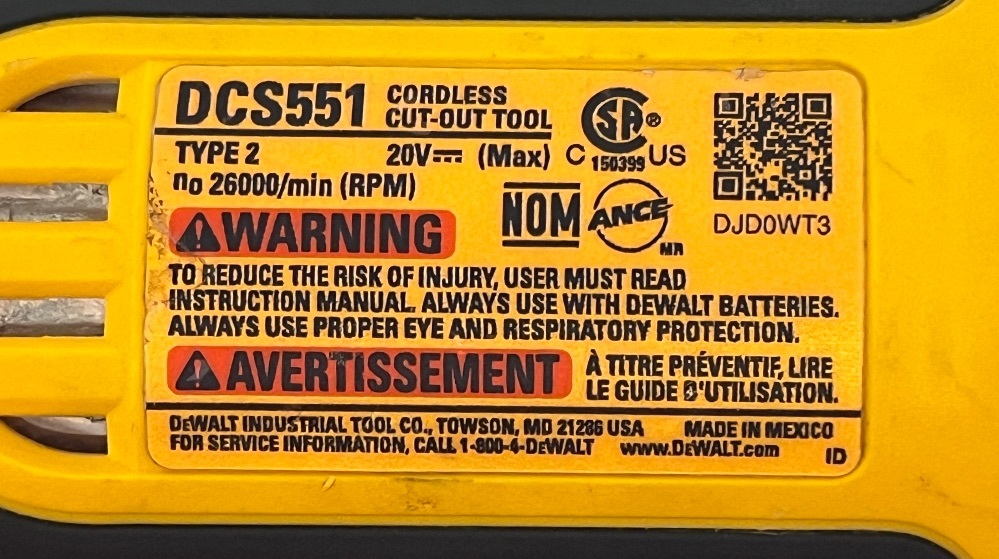 DCS551 CORDLESS
CUT-OUT TOOL
TYPE 2 20V⎓ (Max)
no 26000/min (RPM)
CSA®
C 150399 US
NOM ANCE
MR
DJD0WT3
⚠WARNING
TO REDUCE THE RISK OF INJURY, USER MUST READ
INSTRUCTION MANUAL. ALWAYS USE WITH DEWALT BATTERIES.
ALWAYS USE PROPER EYE AND RESPIRATORY PROTECTION.
⚠AVERTISSEMENT À TITRE PRÉVENTIF, LIRE
LE GUIDE D'UTILISATION.
DEWALT INDUSTRIAL TOOL CO., TOWSON, MD 21286 USA MADE IN MEXICO
FOR SERVICE INFORMATION, CALL 1-800-4-DEWALT www.DEWALT.com ID